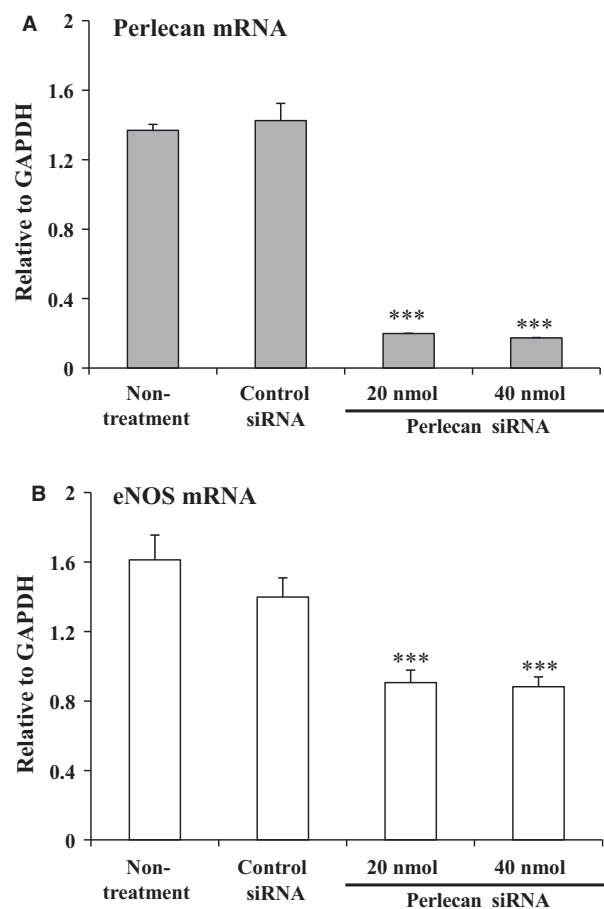 A
Perlecan mRNA
Relative to GAPDH
2
1.6
1.2
0.8
0.4
0
***
***
Non-
treatment
Control
siRNA
20 nmol
40 nmol
Perlecan siRNA
B
eNOS mRNA
Relative to GAPDH
2
1.6
1.2
0.8
0.4
0
***
***
Non-
treatment
Control
siRNA
20 nmol
40 nmol
Perlecan siRNA